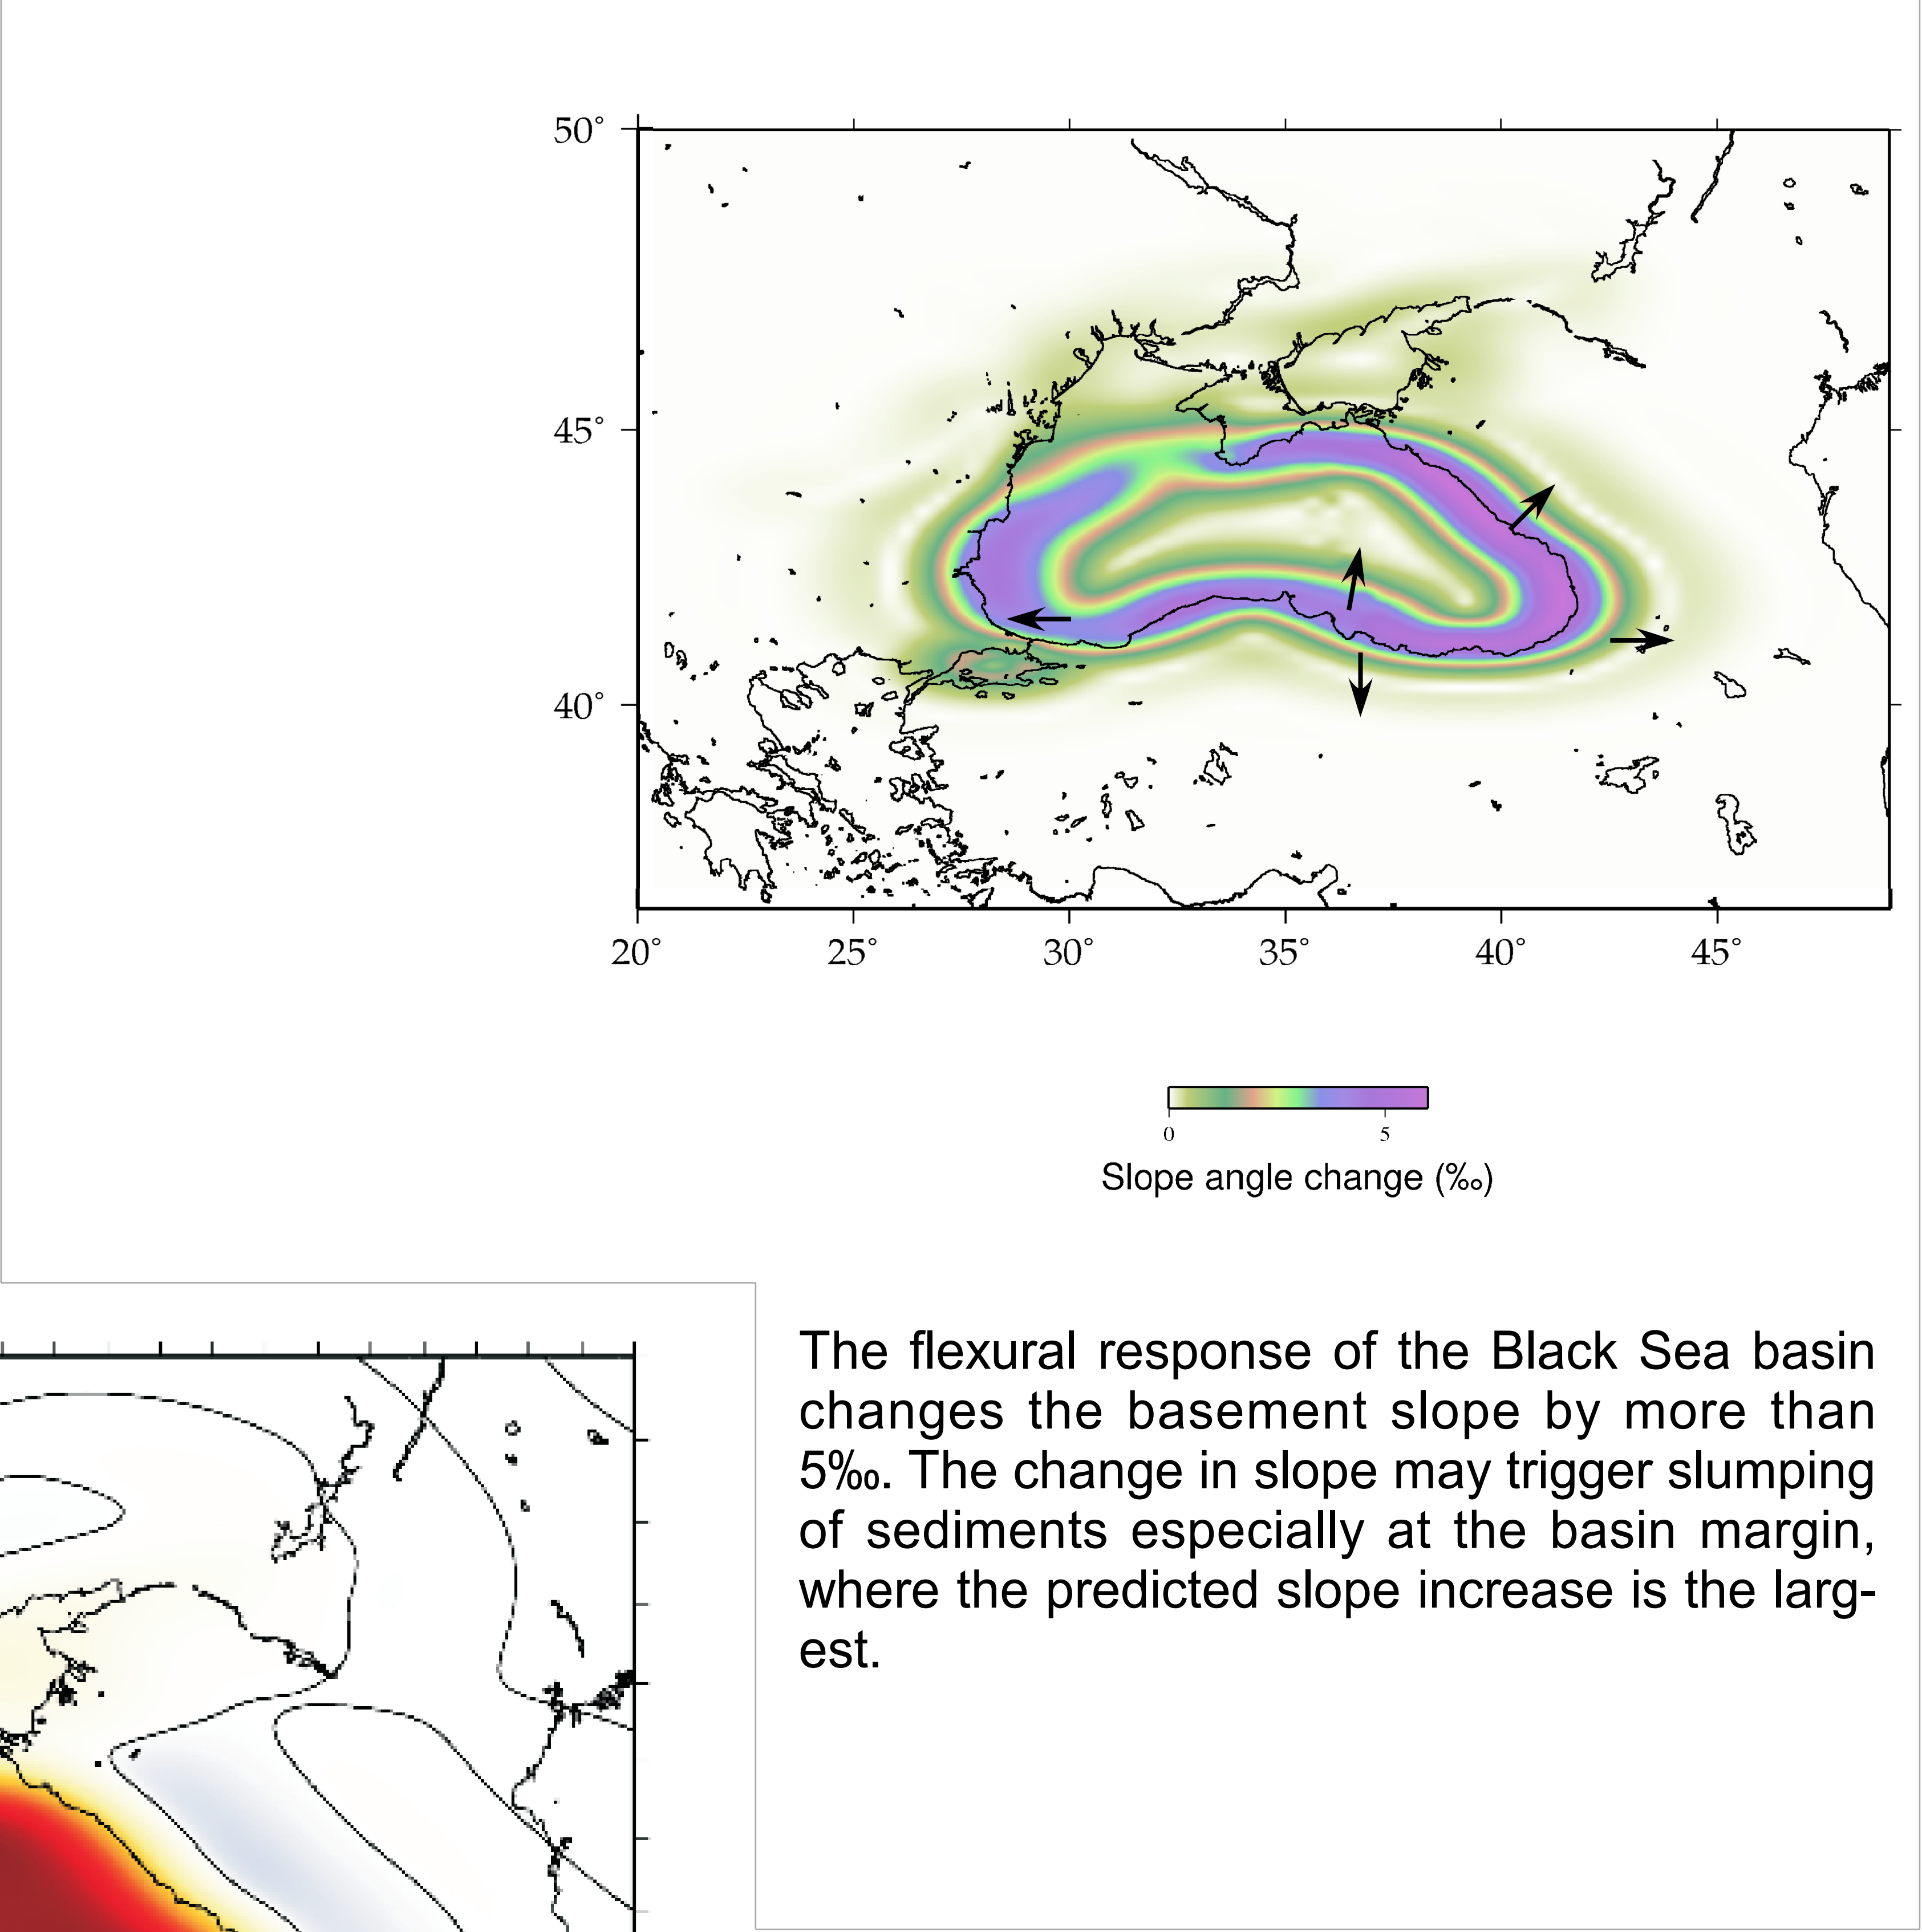 50°
45°
40°
20° 25° 30° 35° 40° 45°
0 5
Slope angle change (‰)
The flexural response of the Black Sea basin
changes the basement slope by more than
5‰. The change in slope may trigger slumping
of sediments especially at the basin margin,
where the predicted slope increase is the larg-
est.